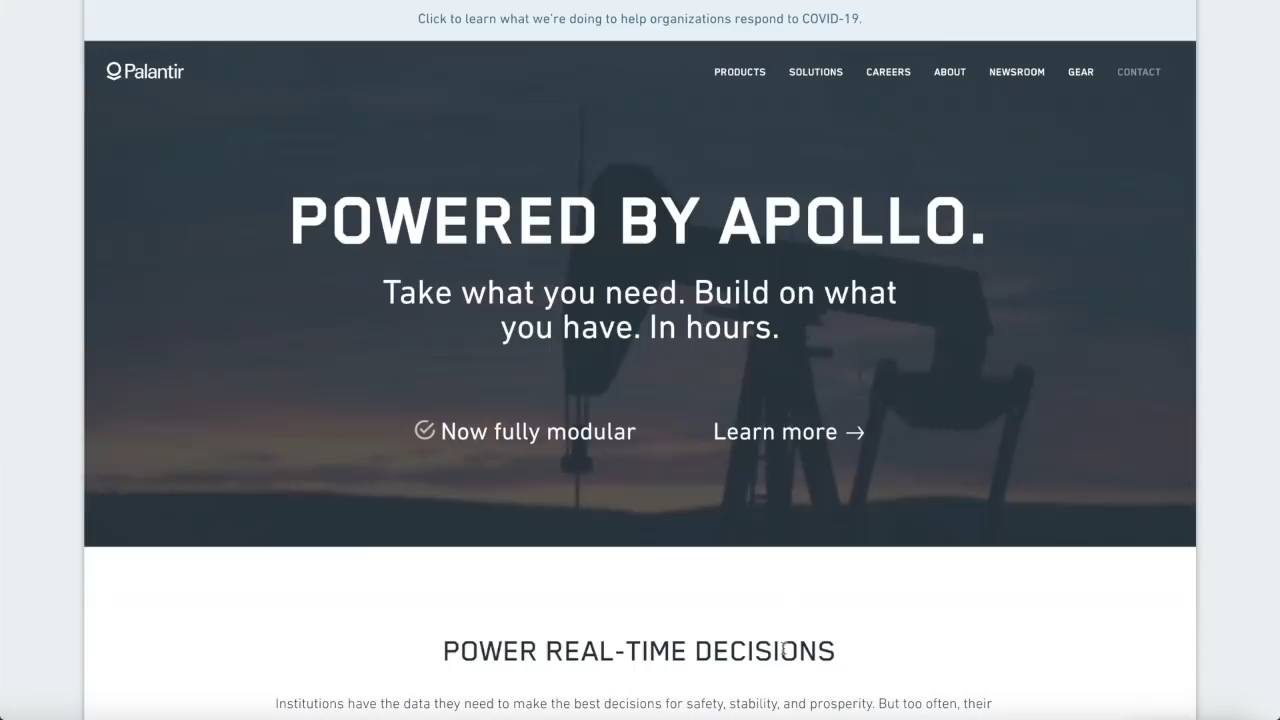 Click to learn what we're doing to help organizations respond to COVID-19.
Palantir
PRODUCTS SOLUTIONS CAREERS ABOUT NEWSROOM GEAR CONTACT
POWERED BY APOLLO.
Take what you need. Build on what
you have. In hours.
Now fully modular Learn more →
POWER REAL-TIME DECISIONS
Institutions have the data they need to make the best decisions for safety, stability, and prosperity. But too often, their